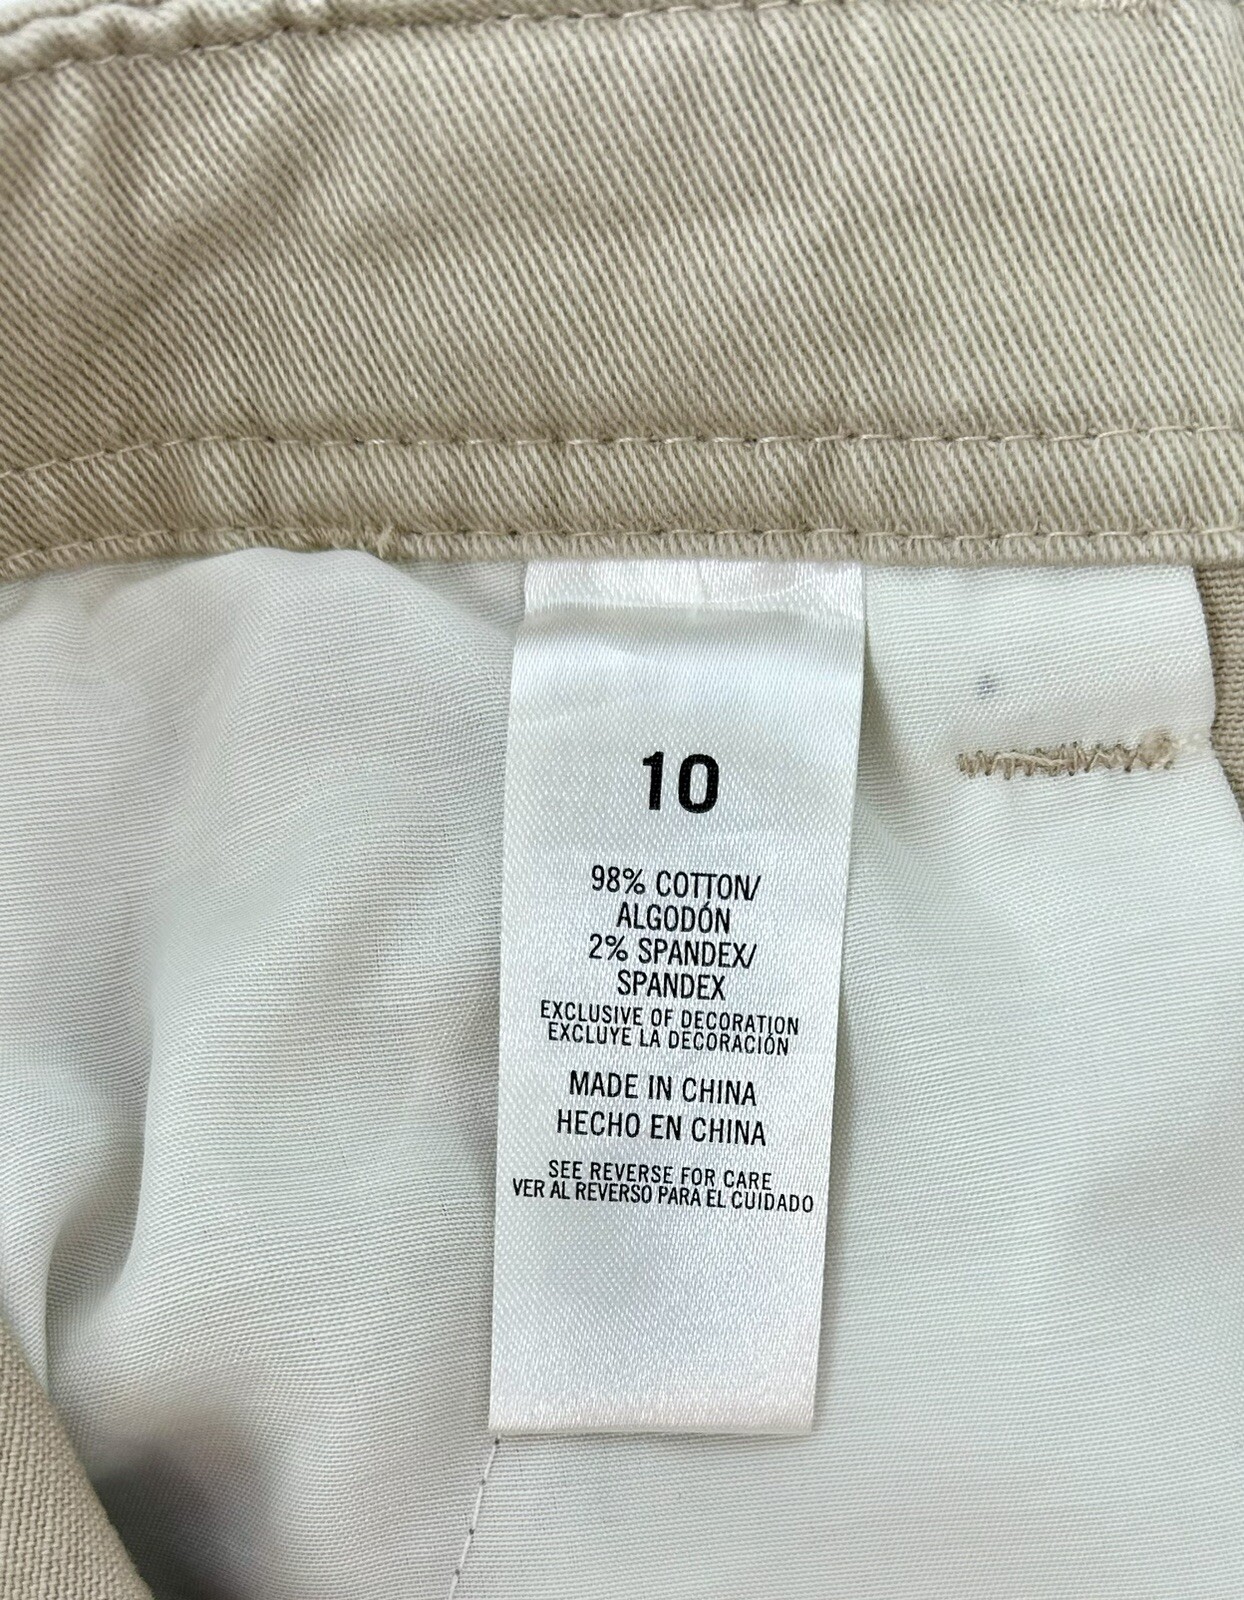 10
98% COTTON/
ALGODÓN
2% SPANDEX/
SPANDEX
EXCLUSIVE OF DECORATION
EXCLUYE LA DECORACIÓN
MADE IN CHINA
HECHO EN CHINA
SEE REVERSE FOR CARE
VER AL REVERSO PARA EL CUIDADO